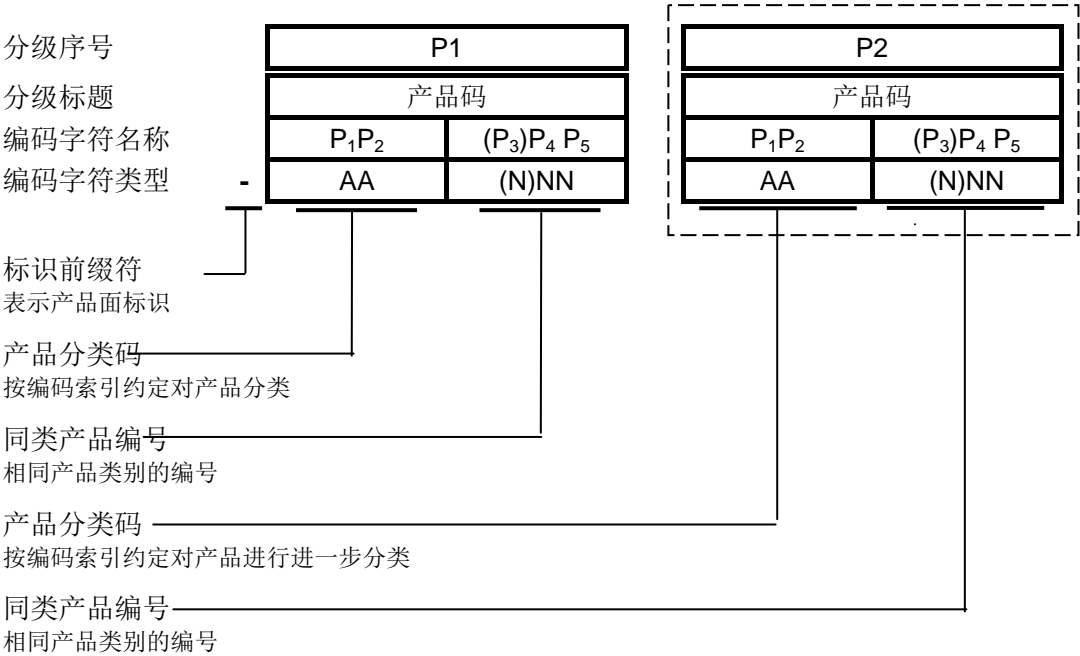 分级序号 P1 P2
分级标题 产品码 产品码
编码字符名称 P₁P₂ (P₃)P₄ P₅ P₁P₂ (P₃)P₄ P₅
编码字符类型 - AA (N)NN AA (N)NN
标识前缀符
表示产品面标识
产品分类码
按编码索引约定对产品分类
同类产品编号
相同产品类别的编号
产品分类码
按编码索引约定对产品进行进一步分类
同类产品编号
相同产品类别的编号